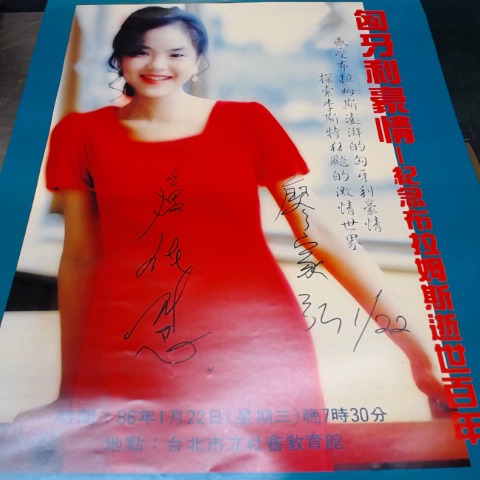 匈牙利豪情—紀念布拉姆斯逝世百年
感受布拉姆斯澎湃的匈牙利豪情
探索李斯特狂飆的激情世界
廖家弘 1/22
時間：86年1月22日(星期三)晚7時30分
地點：台北市立社會教育館